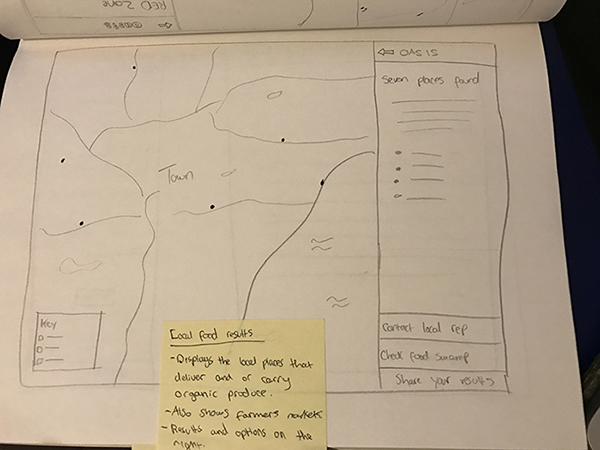 RED Zone
⇦ oasis
⇦ OASIS
Seven places found
Town
Key
Contact local rep
Check food swamp
Share your results
Local food results
- Displays the local places that
deliver and or carry
organic produce.
- Also shows farmers markets
- Results and options on the
right.